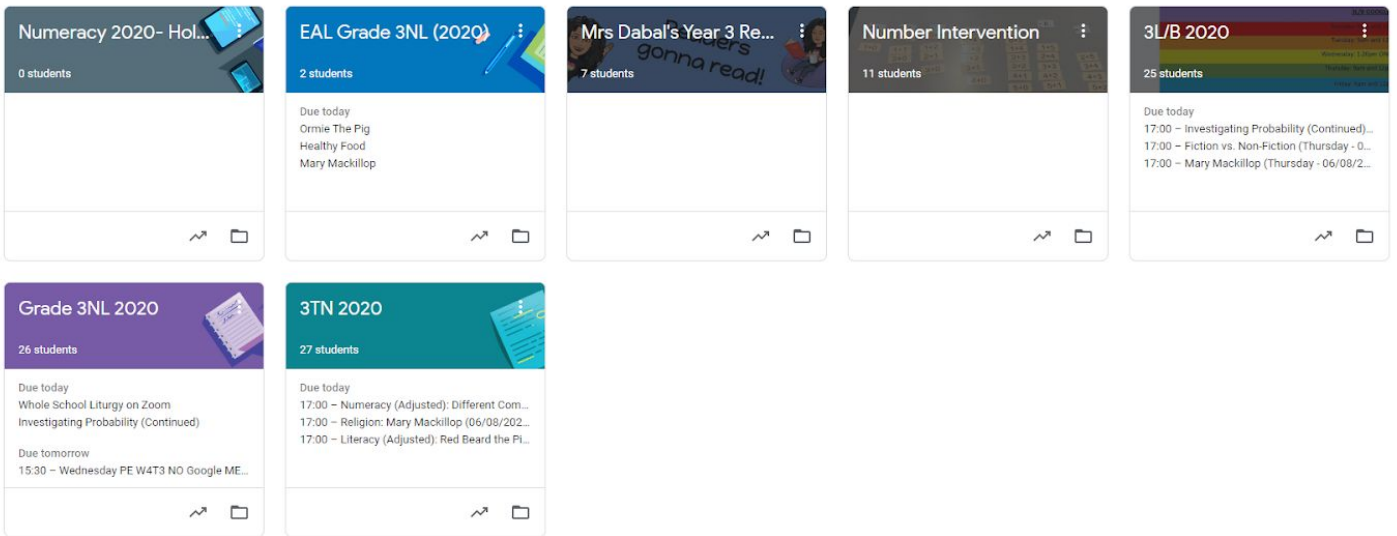 Numeracy 2020- Hol...
0 students
EAL Grade 3NL (2020)
2 students
Due today
Ormie The Pig
Healthy Food
Mary Mackillop
Mrs Dabal's Year 3 Re...
7 students
Readers
gonna read!
Number Intervention
11 students
3L/B 2020
25 students
Due today
17:00 – Investigating Probability (Continued)...
17:00 – Fiction vs. Non-Fiction (Thursday - 0...
17:00 – Mary Mackillop (Thursday - 06/08/2...
Grade 3NL 2020
26 students
Due today
Whole School Liturgy on Zoom
Investigating Probability (Continued)
Due tomorrow
15:30 – Wednesday PE W4T3 NO Google ME...
3TN 2020
27 students
Due today
17:00 – Numeracy (Adjusted): Different Com...
17:00 – Religion: Mary Mackillop (06/08/202...
17:00 – Literacy (Adjusted): Red Beard the Pi...